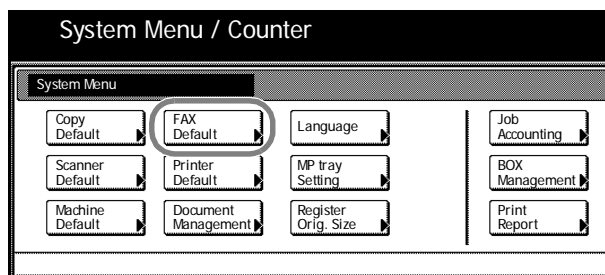 System Menu / Counter
System Menu
Copy
Default
FAX
Default
Language
Job
Accounting
Scanner
Default
Printer
Default
MP tray
Setting
BOX
Management
Machine
Default
Document
Management
Register
Orig. Size
Print
Report